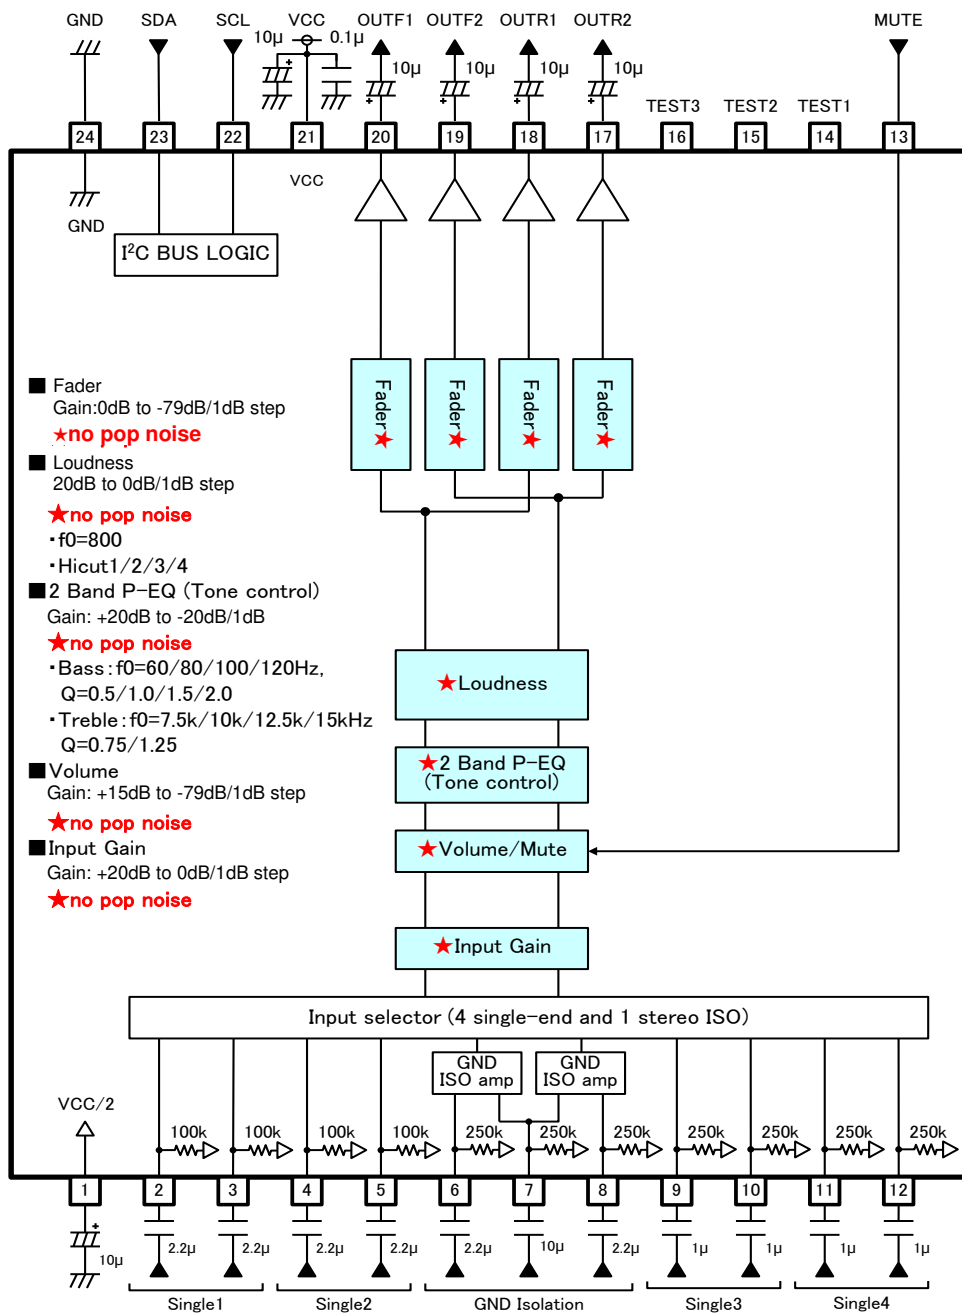 GND SDA SCL VCC OUTF1 OUTF2 OUTR1 OUTR2 MUTE
10μ 0.1μ
10μ 10μ 10μ 10μ
TEST3 TEST2 TEST1
24 23 22 21 20 19 18 17 16 15 14 13
VCC
GND
I²C BUS LOGIC
Fader★ Fader★ Fader★ Fader★
■ Fader
Gain:0dB to -79dB/1dB step
★no pop noise
■ Loudness
20dB to 0dB/1dB step
★no pop noise
・f0=800
・Hicut1/2/3/4
■2 Band P-EQ (Tone control)
Gain: +20dB to -20dB/1dB
★no pop noise
・Bass:f0=60/80/100/120Hz,
Q=0.5/1.0/1.5/2.0
・Treble:f0=7.5k/10k/12.5k/15kHz
Q=0.75/1.25
■Volume
Gain: +15dB to -79dB/1dB step
★no pop noise
■Input Gain
Gain: +20dB to 0dB/1dB step
★no pop noise
★Loudness
★2 Band P-EQ
(Tone control)
★Volume/Mute
★Input Gain
Input selector (4 single-end and 1 stereo ISO)
GND GND
ISO amp ISO amp
VCC/2
100k 100k 100k 100k 250k 250k 250k 250k 250k 250k 250k
1 2 3 4 5 6 7 8 9 10 11 12
10μ 2.2μ 2.2μ 2.2μ 2.2μ 2.2μ 10μ 2.2μ 1μ 1μ 1μ 1μ
Single1 Single2 GND Isolation Single3 Single4